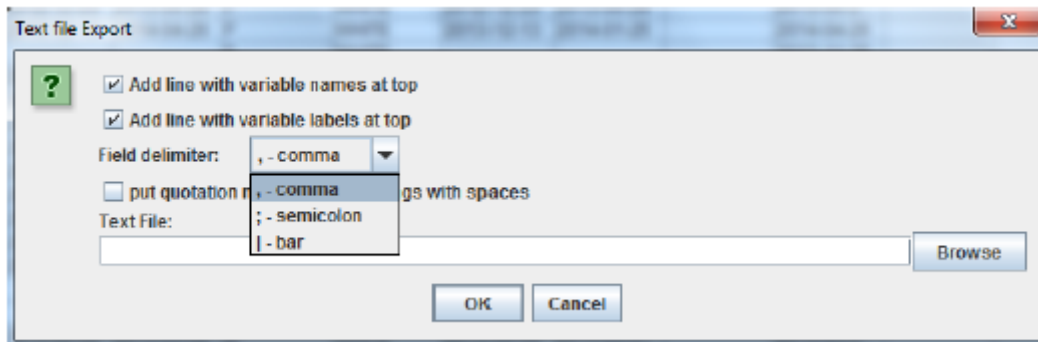 Text file Export
Add line with variable names at top
Add line with variable labels at top
Field delimiter: , - comma
, - comma
put quotation gs with spaces
; - semicolon
Text File:
| - bar
Browse
OK Cancel